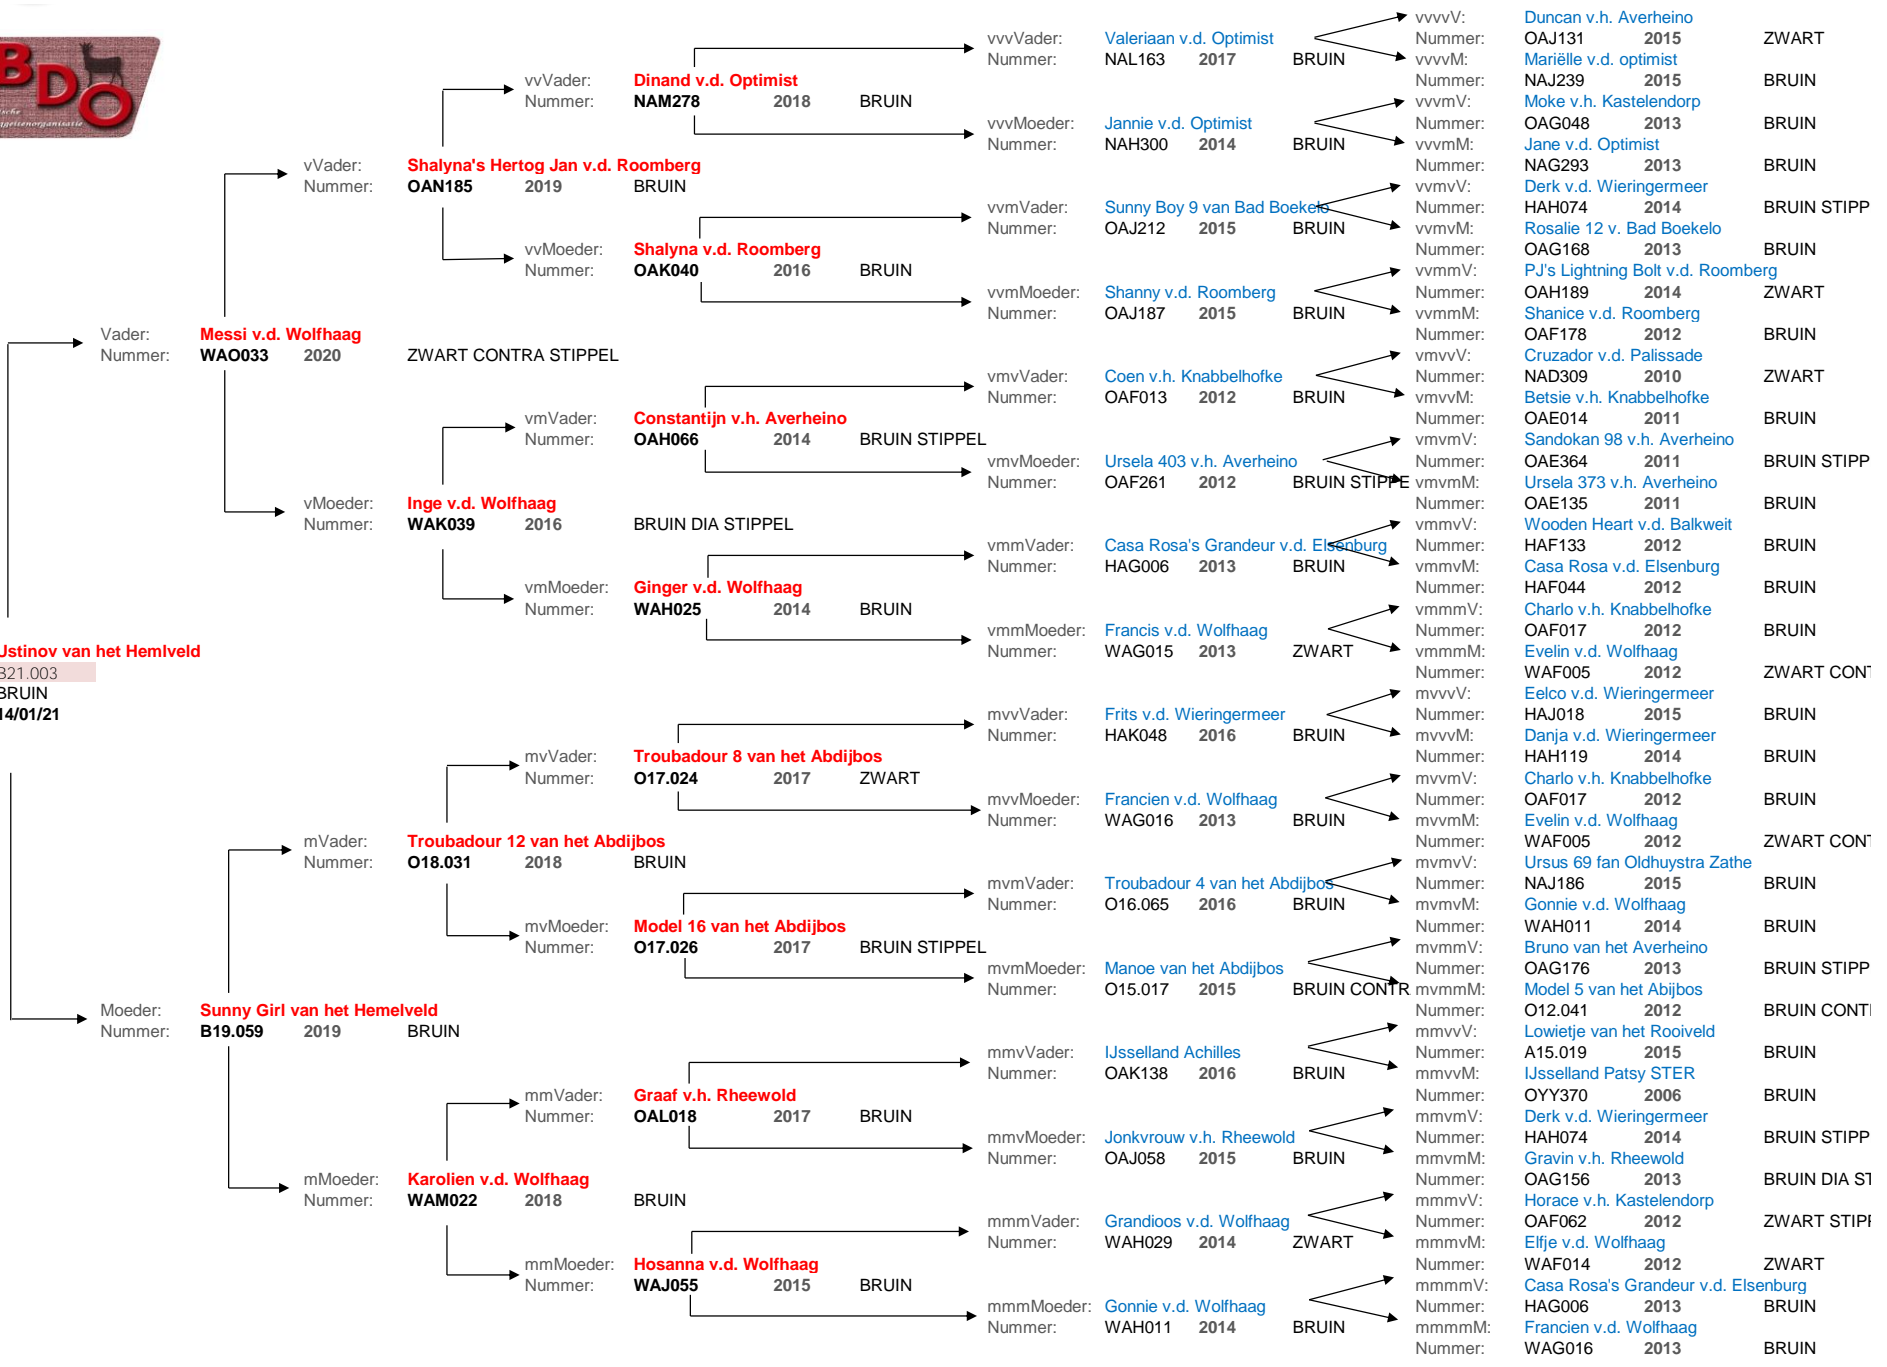 BDO
vvvvV: Duncan v.h. Averheino
vvvVader: Valeriaan v.d. Optimist Nummer: OAJ131 2015 ZWART
Nummer: NAL163 2017 BRUIN vvvvM: Mariëlle v.d. optimist
vvVader: Dinand v.d. Optimist Nummer: NAJ239 2015 BRUIN
Nummer: NAM278 2018 BRUIN vvvmV: Moke v.h. Kastelendorp
vvvMoeder: Jannie v.d. Optimist Nummer: OAG048 2013 BRUIN
Nummer: NAH300 2014 BRUIN vvvmM: Jane v.d. Optimist
vVader: Shalyna's Hertog Jan v.d. Roomberg Nummer: NAG293 2013 BRUIN
Nummer: OAN185 2019 BRUIN vvmvV: Derk v.d. Wieringermeer
vvmVader: Sunny Boy 9 van Bad Boekelo Nummer: HAH074 2014 BRUIN STIPP
Nummer: OAJ212 2015 BRUIN vvmvM: Rosalie 12 v. Bad Boekelo
vvMoeder: Shalyna v.d. Roomberg Nummer: OAG168 2013 BRUIN
Nummer: OAK040 2016 BRUIN vvmmV: PJ's Lightning Bolt v.d. Roomberg
vvmMoeder: Shanny v.d. Roomberg Nummer: OAH189 2014 ZWART
Nummer: OAJ187 2015 BRUIN vvmmM: Shanice v.d. Roomberg
Vader: Messi v.d. Wolfhaag Nummer: OAF178 2012 BRUIN
Nummer: WAO033 2020 ZWART CONTRA STIPPEL vmvvV: Cruzador v.d. Palissade
vmvVader: Coen v.h. Knabbelhofke Nummer: NAD309 2010 ZWART
Nummer: OAF013 2012 BRUIN vmvvM: Betsie v.h. Knabbelhofke
vmVader: Constantijn v.h. Averheino Nummer: OAE014 2011 BRUIN
Nummer: OAH066 2014 BRUIN STIPPEL vmvmV: Sandokan 98 v.h. Averheino
vmvMoeder: Ursela 403 v.h. Averheino Nummer: OAE364 2011 BRUIN STIPP
Nummer: OAF261 2012 BRUIN STIPPE vmvmM: Ursela 373 v.h. Averheino
vMoeder: Inge v.d. Wolfhaag Nummer: OAE135 2011 BRUIN
Nummer: WAK039 2016 BRUIN DIA STIPPEL vmmvV: Wooden Heart v.d. Balkweit
vmmVader: Casa Rosa's Grandeur v.d. Elsenburg Nummer: HAF133 2012 BRUIN
Nummer: HAG006 2013 BRUIN vmmvM: Casa Rosa v.d. Elsenburg
vmMoeder: Ginger v.d. Wolfhaag Nummer: HAF044 2012 BRUIN
Nummer: WAH025 2014 BRUIN vmmmV: Charlo v.h. Knabbelhofke
vmmMoeder: Francis v.d. Wolfhaag Nummer: OAF017 2012 BRUIN
Nummer: WAG015 2013 ZWART vmmmM: Evelin v.d. Wolfhaag
Ustinov van het Hemlveld
B21.003 Nummer: WAF005 2012 ZWART CONT
BRUIN mvvvV: Eelco v.d. Wieringermeer
14/01/21 mvvVader: Frits v.d. Wieringermeer Nummer: HAJ018 2015 BRUIN
Nummer: HAK048 2016 BRUIN mvvvM: Danja v.d. Wieringermeer
mvVader: Troubadour 8 van het Abdijbos Nummer: HAH119 2014 BRUIN
Nummer: O17.024 2017 ZWART mvvmV: Charlo v.h. Knabbelhofke
mvvMoeder: Francien v.d. Wolfhaag Nummer: OAF017 2012 BRUIN
Nummer: WAG016 2013 BRUIN mvvmM: Evelin v.d. Wolfhaag
mVader: Troubadour 12 van het Abdijbos Nummer: WAF005 2012 ZWART CONT
Nummer: O18.031 2018 BRUIN mvmvV: Ursus 69 fan Oldhuystra Zathe
mvmVader: Troubadour 4 van het Abdijbos Nummer: NAJ186 2015 BRUIN
Nummer: O16.065 2016 BRUIN mvmvM: Gonnie v.d. Wolfhaag
mvMoeder: Model 16 van het Abdijbos Nummer: WAH011 2014 BRUIN
Nummer: O17.026 2017 BRUIN STIPPEL mvmmV: Bruno van het Averheino
mvmMoeder: Manoe van het Abdijbos Nummer: OAG176 2013 BRUIN STIPP
Nummer: O15.017 2015 BRUIN CONTR mvmmM: Model 5 van het Abijbos
Moeder: Sunny Girl van het Hemelveld Nummer: O12.041 2012 BRUIN CONT
Nummer: B19.059 2019 BRUIN mmvvV: Lowietje van het Rooiveld
mmvVader: IJsselland Achilles Nummer: A15.019 2015 BRUIN
Nummer: OAK138 2016 BRUIN mmvvM: IJsselland Patsy STER
mmVader: Graaf v.h. Rheewold Nummer: OYY370 2006 BRUIN
Nummer: OAL018 2017 BRUIN mmvmV: Derk v.d. Wieringermeer
mmvMoeder: Jonkvrouw v.h. Rheewold Nummer: HAH074 2014 BRUIN STIPP
Nummer: OAJ058 2015 BRUIN mmvmM: Gravin v.h. Rheewold
mMoeder: Karolien v.d. Wolfhaag Nummer: OAG156 2013 BRUIN DIA ST
Nummer: WAM022 2018 BRUIN mmmvV: Horace v.h. Kastelendorp
mmmVader: Grandioos v.d. Wolfhaag Nummer: OAF062 2012 ZWART STIP
Nummer: WAH029 2014 ZWART mmmvM: Elfje v.d. Wolfhaag
mmMoeder: Hosanna v.d. Wolfhaag Nummer: WAF014 2012 ZWART
Nummer: WAJ055 2015 BRUIN mmmmV: Casa Rosa's Grandeur v.d. Elsenburg
mmmMoeder: Gonnie v.d. Wolfhaag Nummer: HAG006 2013 BRUIN
Nummer: WAH011 2014 BRUIN mmmmM: Francien v.d. Wolfhaag
Nummer: WAG016 2013 BRUIN